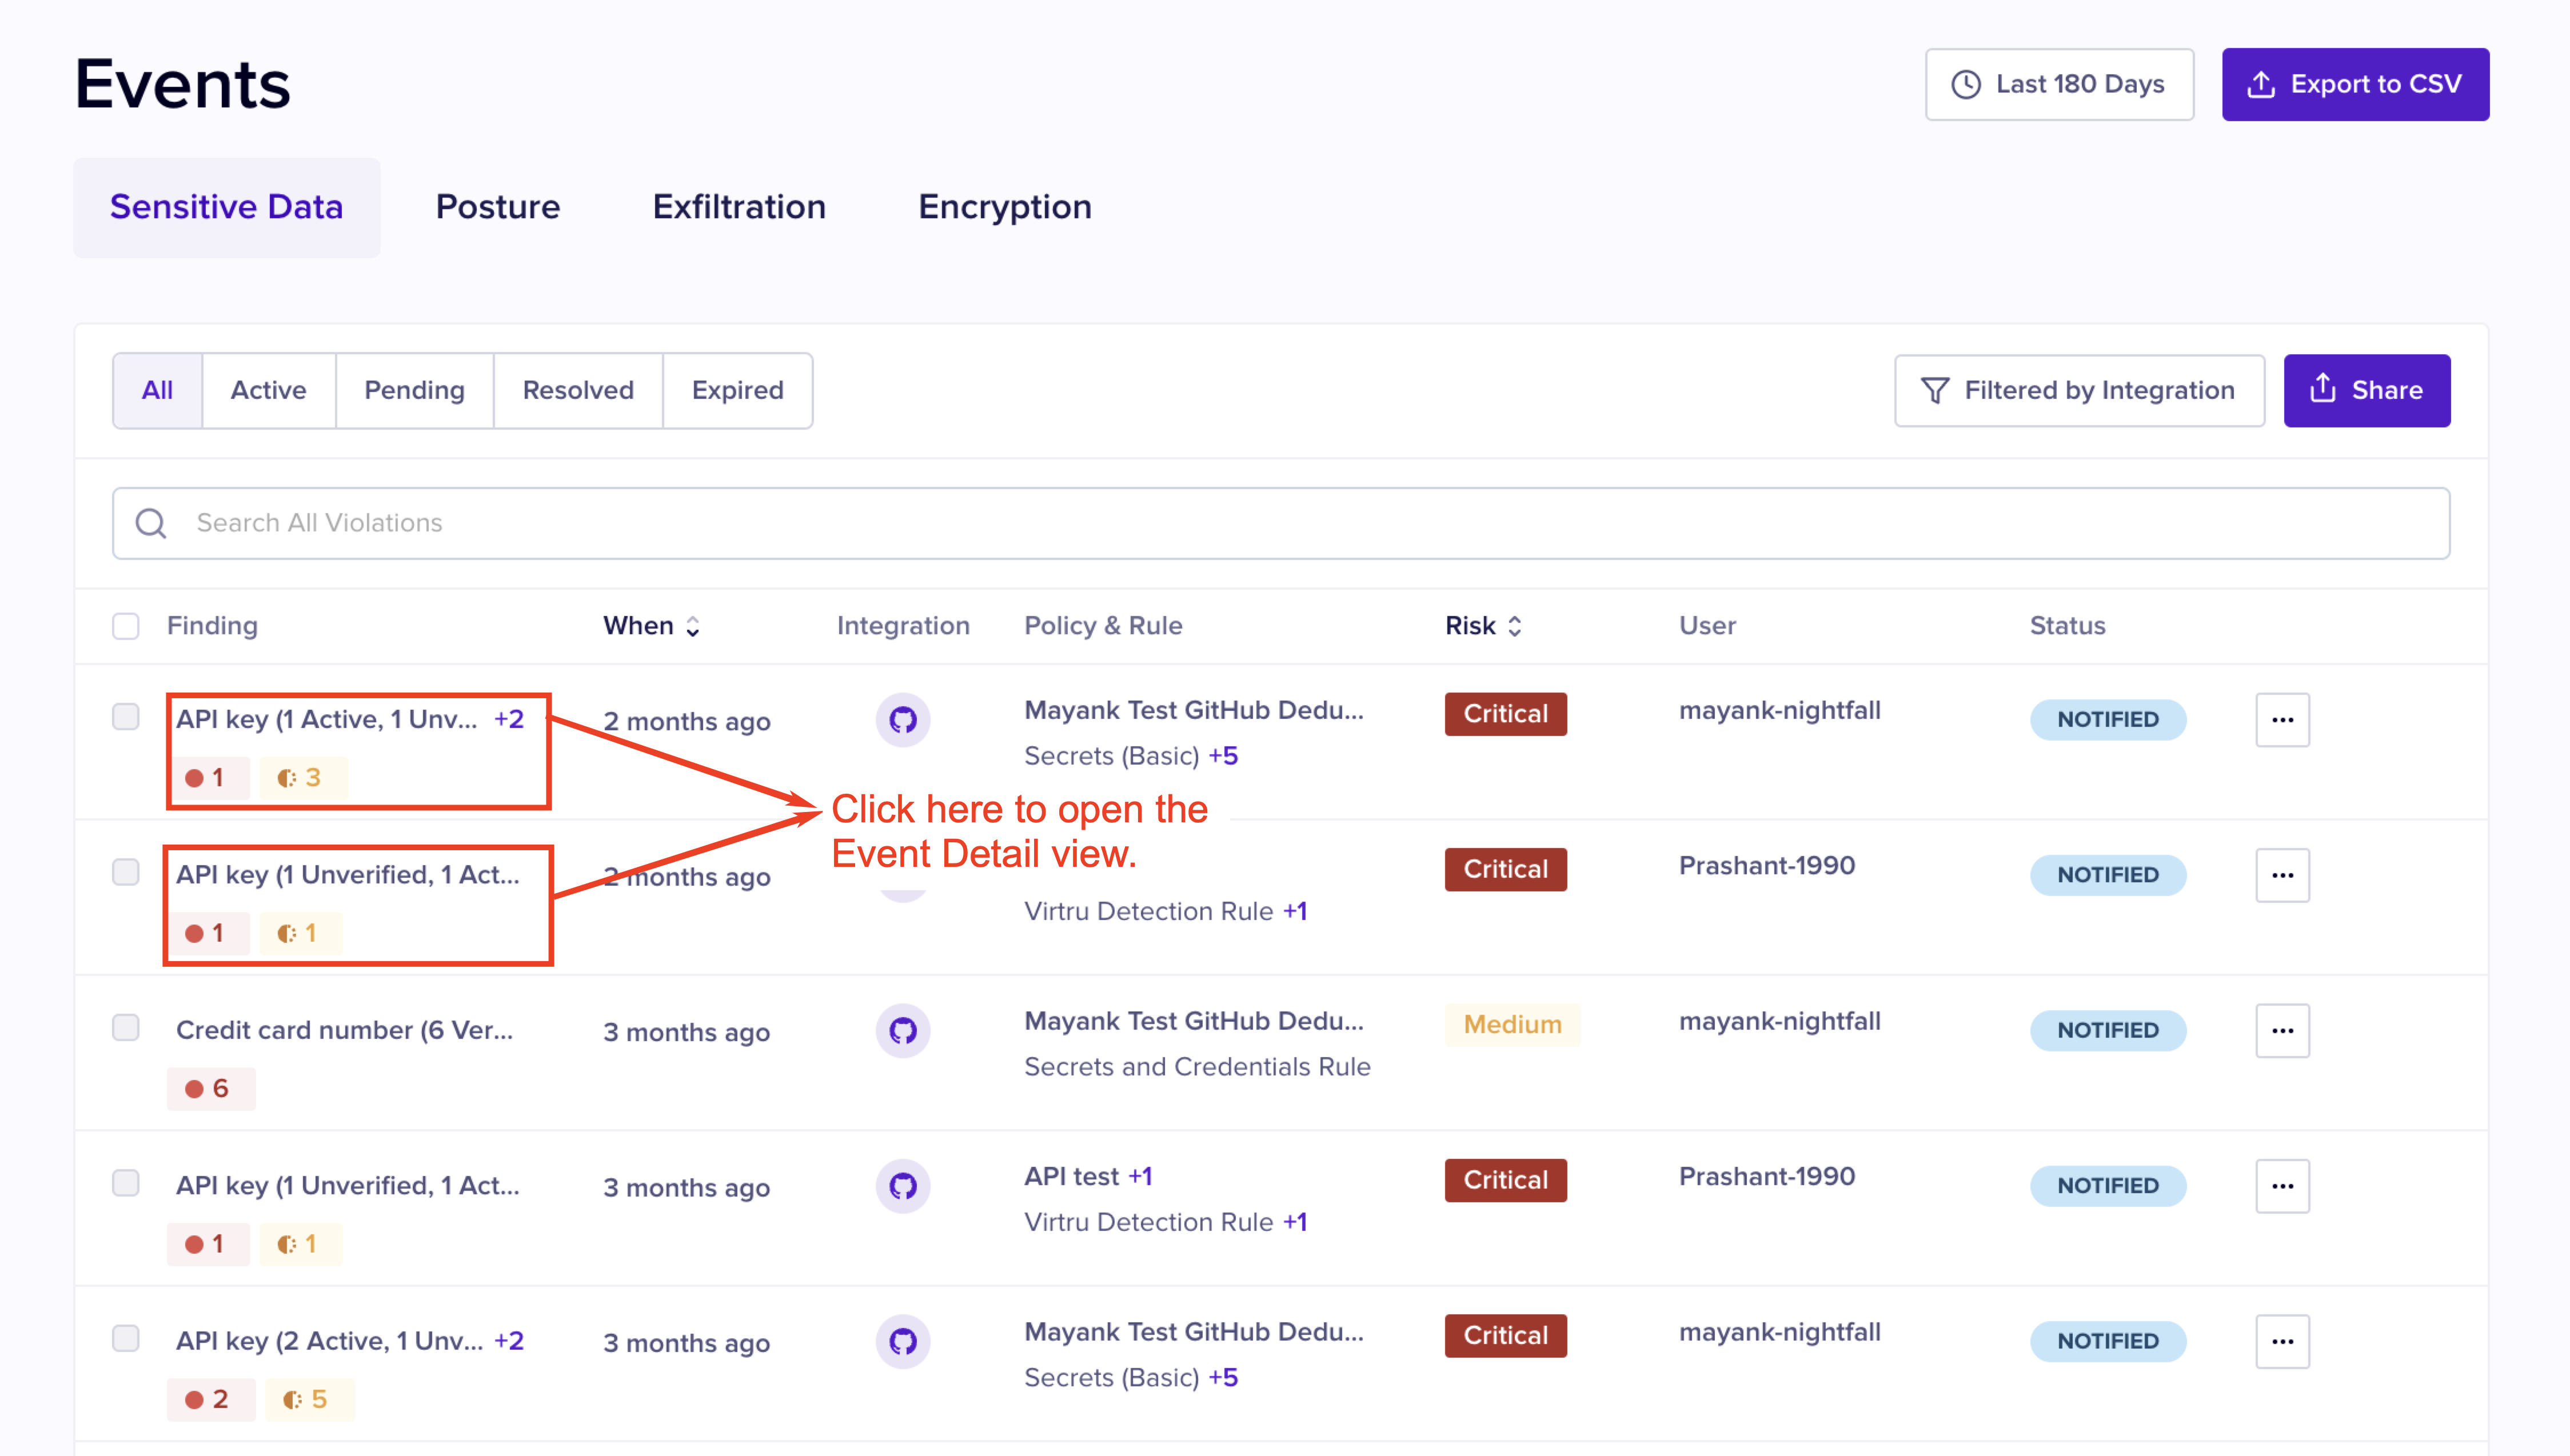 Events
Last 180 Days
Export to CSV
Sensitive Data
Posture
Exfiltration
Encryption
All
Active
Pending
Resolved
Expired
Filtered by Integration
Share
Search All Violations
Finding
When
Integration
Policy & Rule
Risk
User
Status
API key (1 Active, 1 Unv... +2
1
3
2 months ago
Mayank Test GitHub Dedu...
Secrets (Basic) +5
Critical
mayank-nightfall
NOTIFIED
Click here to open the
Event Detail view.
API key (1 Unverified, 1 Act...
1
1
2 months ago
Virtru Detection Rule +1
Critical
Prashant-1990
NOTIFIED
Credit card number (6 Ver...
6
3 months ago
Mayank Test GitHub Dedu...
Secrets and Credentials Rule
Medium
mayank-nightfall
NOTIFIED
API key (1 Unverified, 1 Act...
1
1
3 months ago
API test +1
Virtru Detection Rule +1
Critical
Prashant-1990
NOTIFIED
API key (2 Active, 1 Unv... +2
2
5
3 months ago
Mayank Test GitHub Dedu...
Secrets (Basic) +5
Critical
mayank-nightfall
NOTIFIED